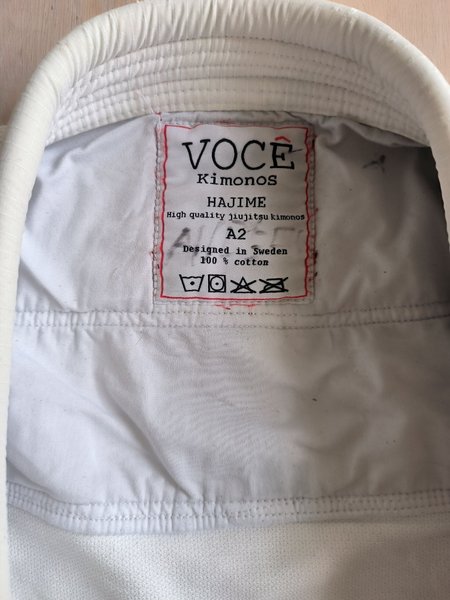 VOCÊ
Kimonos
HAJIME
High quality jiujitsu kimonos
A2
Designed in Sweden
100 % cotton